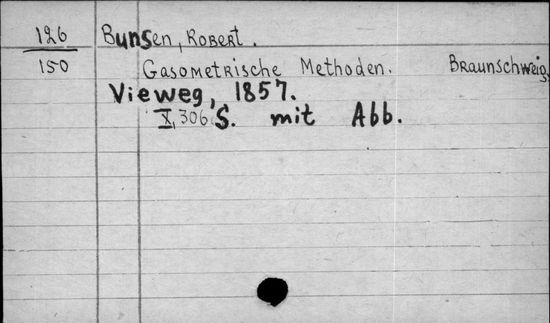 126 Bunsen, Robert.
150 Gasometrische Methoden. Braunschweig,
Vieweg, 1857.
X, 306 S. mit Abb.